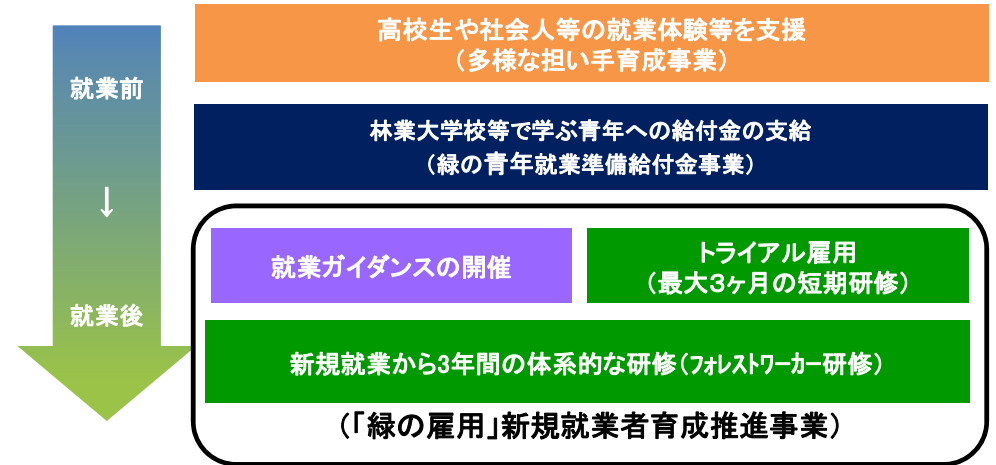 就業前
↓
就業後
高校生や社会人等の就業体験等を支援
（多様な担い手育成事業）
林業大学校等で学ぶ青年への給付金の支給
（緑の青年就業準備給付金事業）
就業ガイダンスの開催
トライアル雇用
（最大３ヶ月の短期研修）
新規就業から3年間の体系的な研修（ﾌｫﾚｽﾄﾜｰｶｰ研修）
（「緑の雇用」新規就業者育成推進事業）